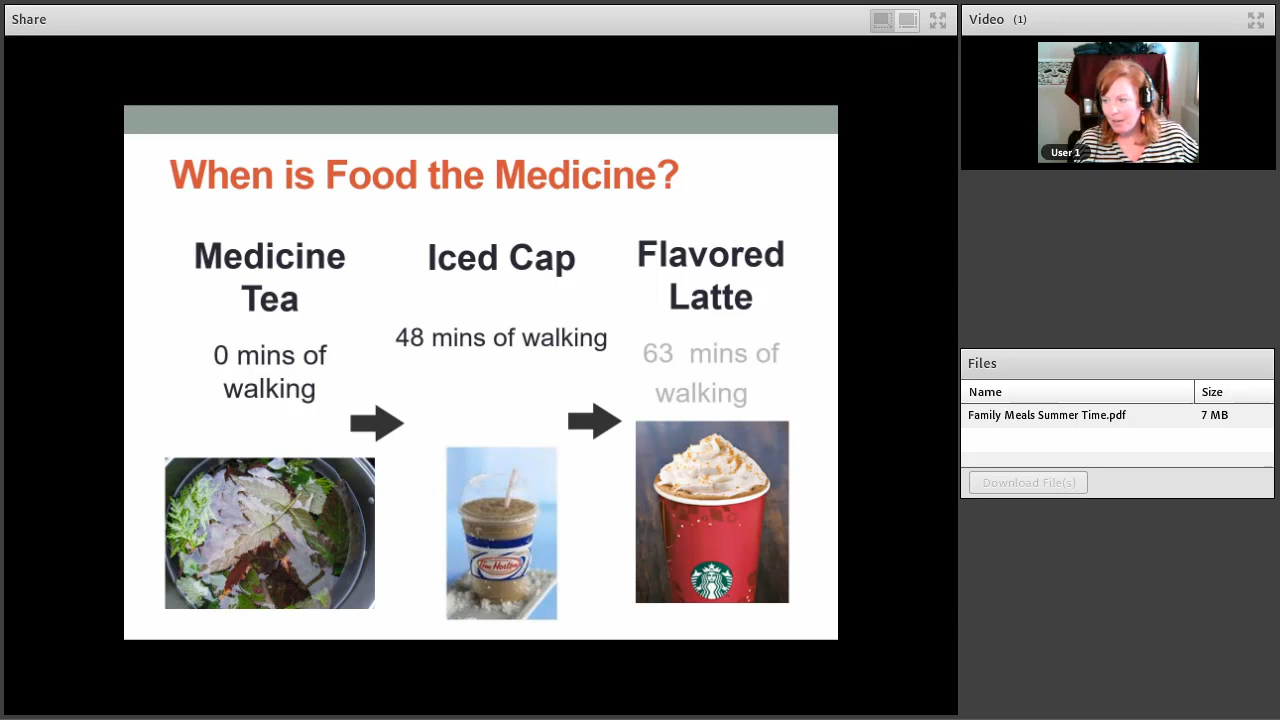 Share
Video (1)
User 1
When is Food the Medicine?
Medicine
Tea
0 mins of
walking
Iced Cap
48 mins of walking
Flavored
Latte
63 mins of
walking
Tim Hortons
Files
Name Size
Family Meals Summer Time.pdf 7 MB
Download File(s)